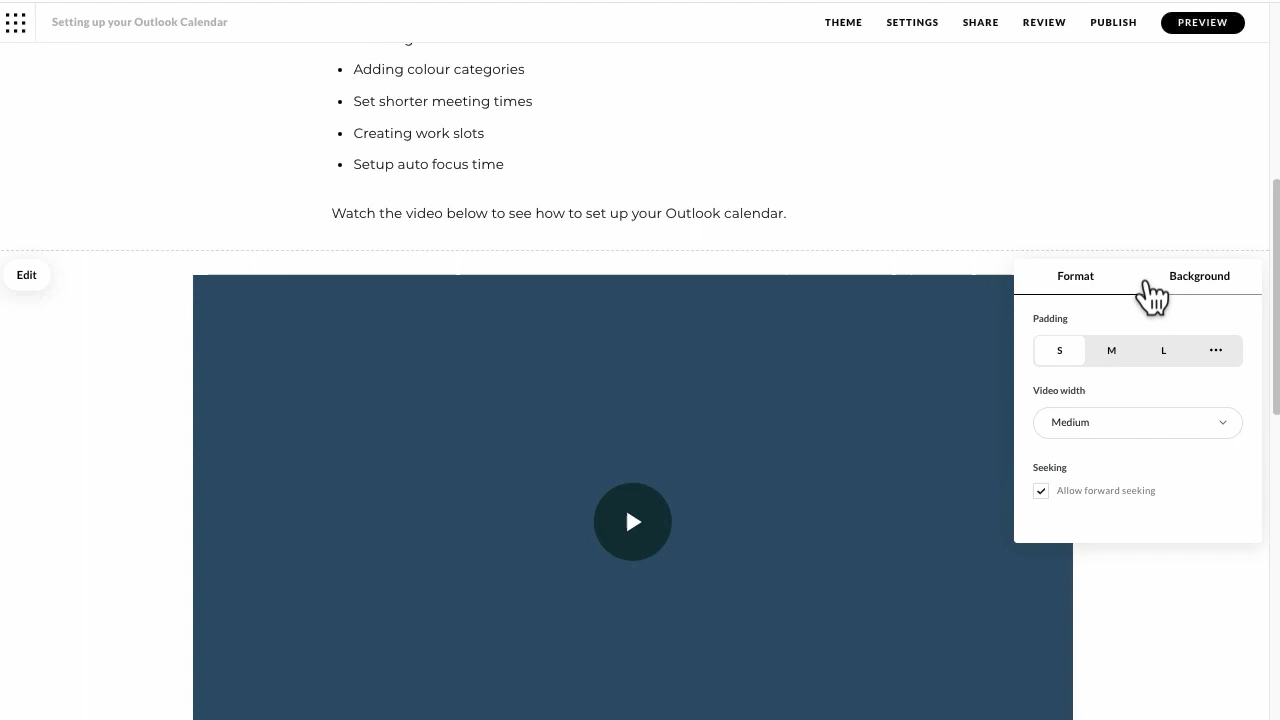 Setting up your Outlook Calendar
THEME SETTINGS SHARE REVIEW PUBLISH PREVIEW
• Adding colour categories
• Set shorter meeting times
• Creating work slots
• Setup auto focus time
Watch the video below to see how to set up your Outlook calendar.
Edit
Format Background
Padding
S M L •••
Video width
Medium
Seeking
Allow forward seeking